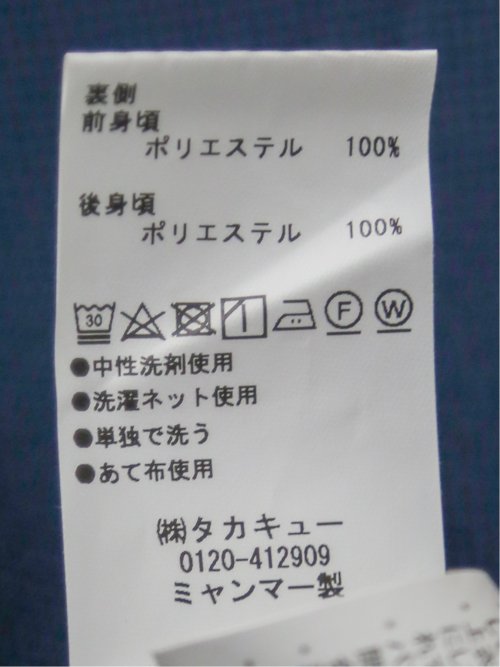 裏側
前身頃
ポリエステル 100%
後身頃
ポリエステル 100%
30 F W
●中性洗剤使用
●洗濯ネット使用
●単独で洗う
●あて布使用
㈱タカキュー
0120-412909
ミャンマー製